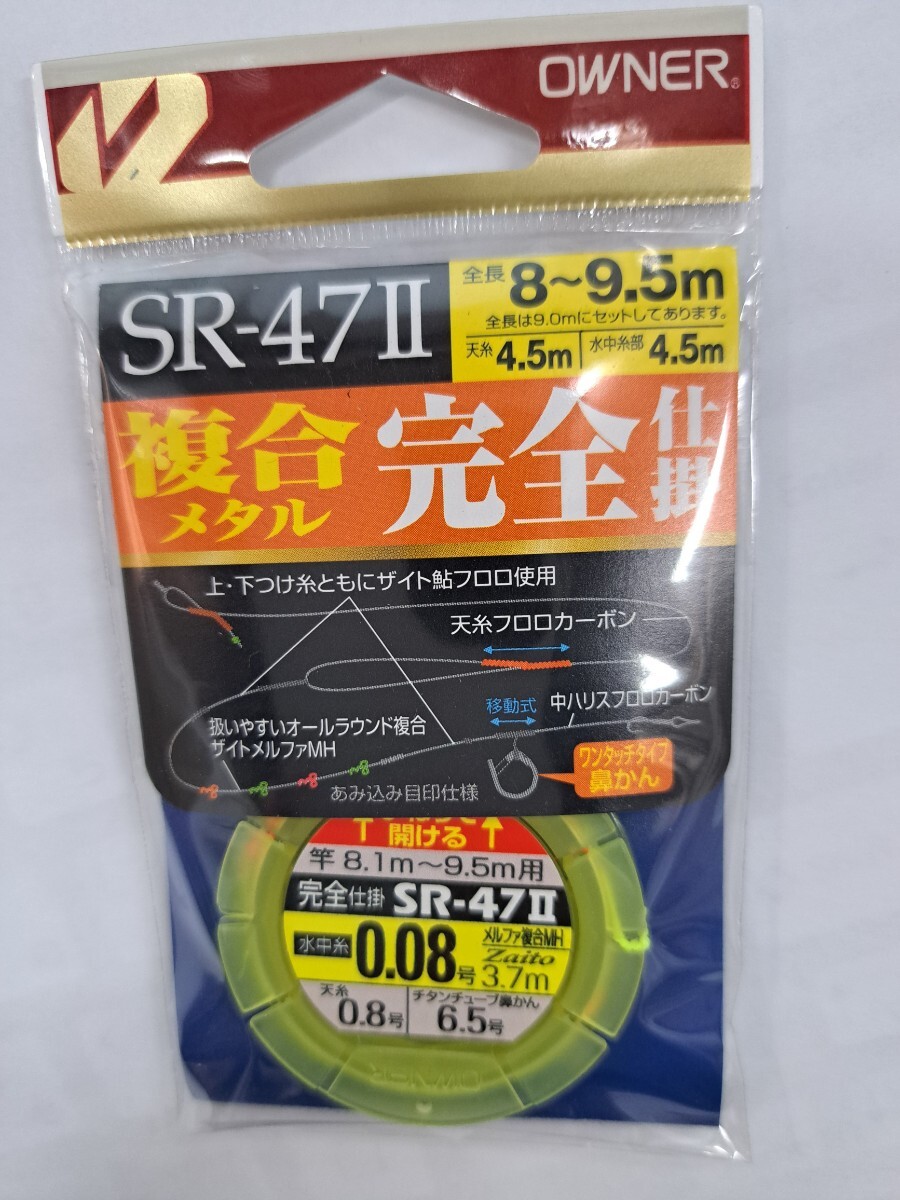 OWNER®
SR-47Ⅱ
全長 8~9.5m
全長は9.0mにセットしてあります。
天糸 4.5m 水中糸部 4.5m
複合メタル 完全仕掛
上・下つけ糸ともにザイト鮎フロロ使用
天糸フロロカーボン
移動式
中ハリスフロロカーボン
扱いやすいオールラウンド複合
ザイトメルファMH
ワンタッチタイプ
鼻かん
あみ込み目印仕様
開ける
竿 8.1m~9.5m用
完全仕掛 SR-47Ⅱ
水中糸 0.08号
メルファ複合MH
Zaito
3.7m
天糸
0.8号
チタンチューブ鼻かん
6.5号
OWNER